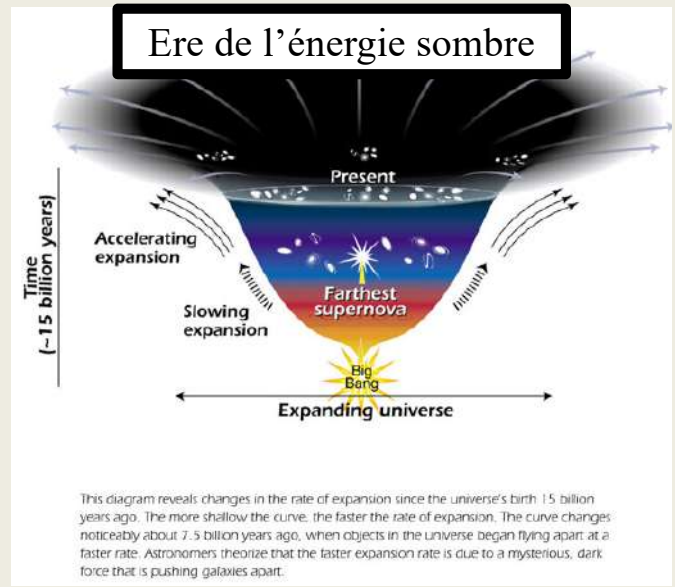 Ere de l’énergie sombre
Present
Accelerating
expansion
Time
(~15 billion years)
Farthest
supernova
Slowing
expansion
Big
Bang
Expanding universe
This diagram reveals changes in the rate of expansion since the universe's birth 15 billion
years ago. The more shallow the curve, the faster the rate of expansion. The curve changes
noticeably about 7.5 billion years ago, when objects in the universe began flying apart at a
faster rate. Astronomers theorize that the faster expansion rate is due to a mysterious, dark
force that is pushing galaxies apart.